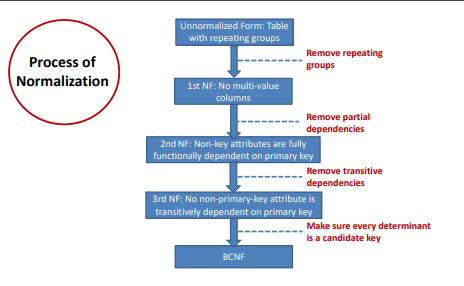 Process of
Normalization
Unnormalized Form: Table
with repeating groups
Remove repeating
groups
1st NF: No multi-value
columns
Remove partial
dependencies
2nd NF: Non-key attributes are fully
functionally dependent on primary key
Remove transitive
dependencies
3rd NF: No non-primary-key attribute is
transitively dependent on primary key
Make sure every determinant
is a candidate key
BCNF